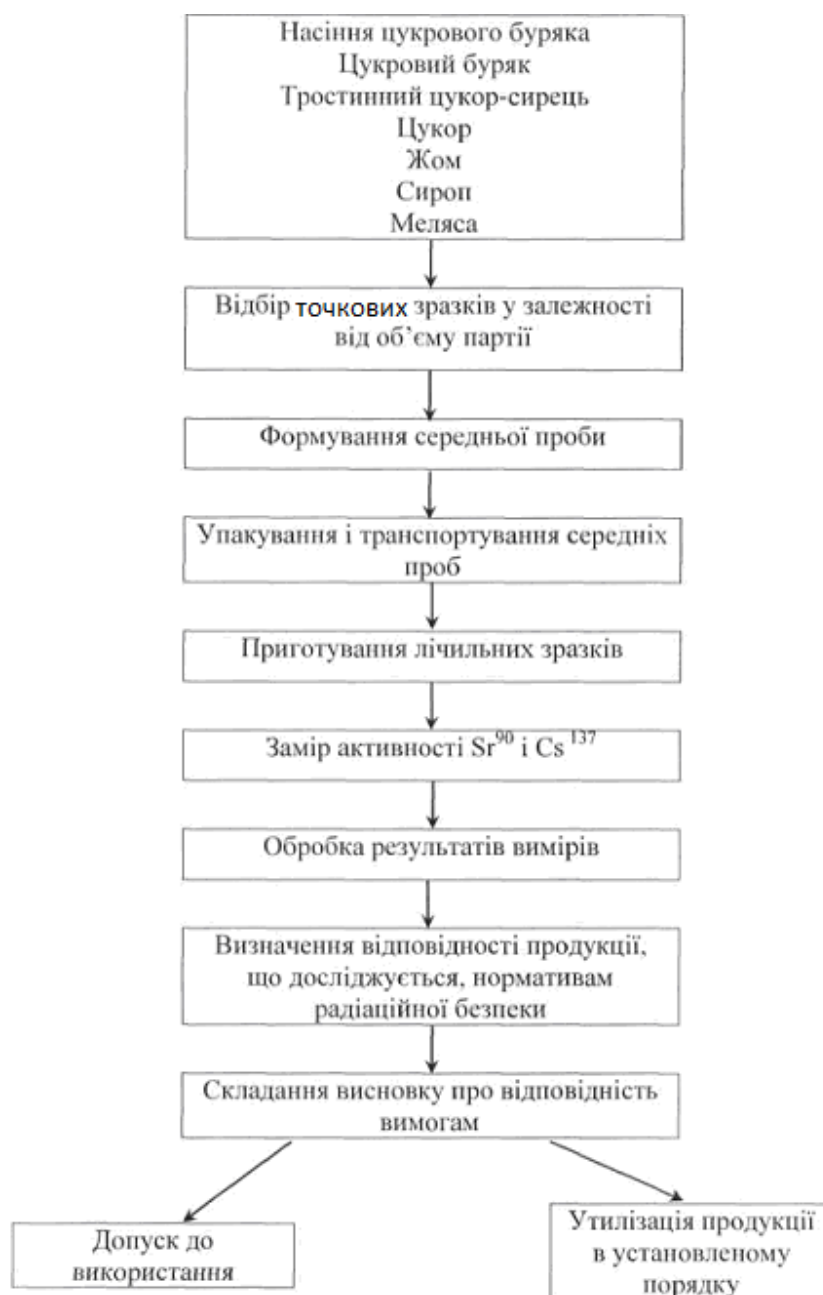 Насіння цукрового буряка
Цукровий буряк
Тростинний цукор-сирець
Цукор
Жом
Сироп
Меляса
Відбір точкових зразків у залежності
від об’єму партії
Формування середньої проби
Упакування і транспортування середніх
проб
Приготування лічильних зразків
Замір активності Sr⁹⁰ і Cs ¹³⁷
Обробка результатів вимірів
Визначення відповідності продукції,
що досліджується, нормативам
радіаційної безпеки
Складання висновку про відповідність
вимогам
Допуск до
використання
Утилізація продукції
в установленому
порядку